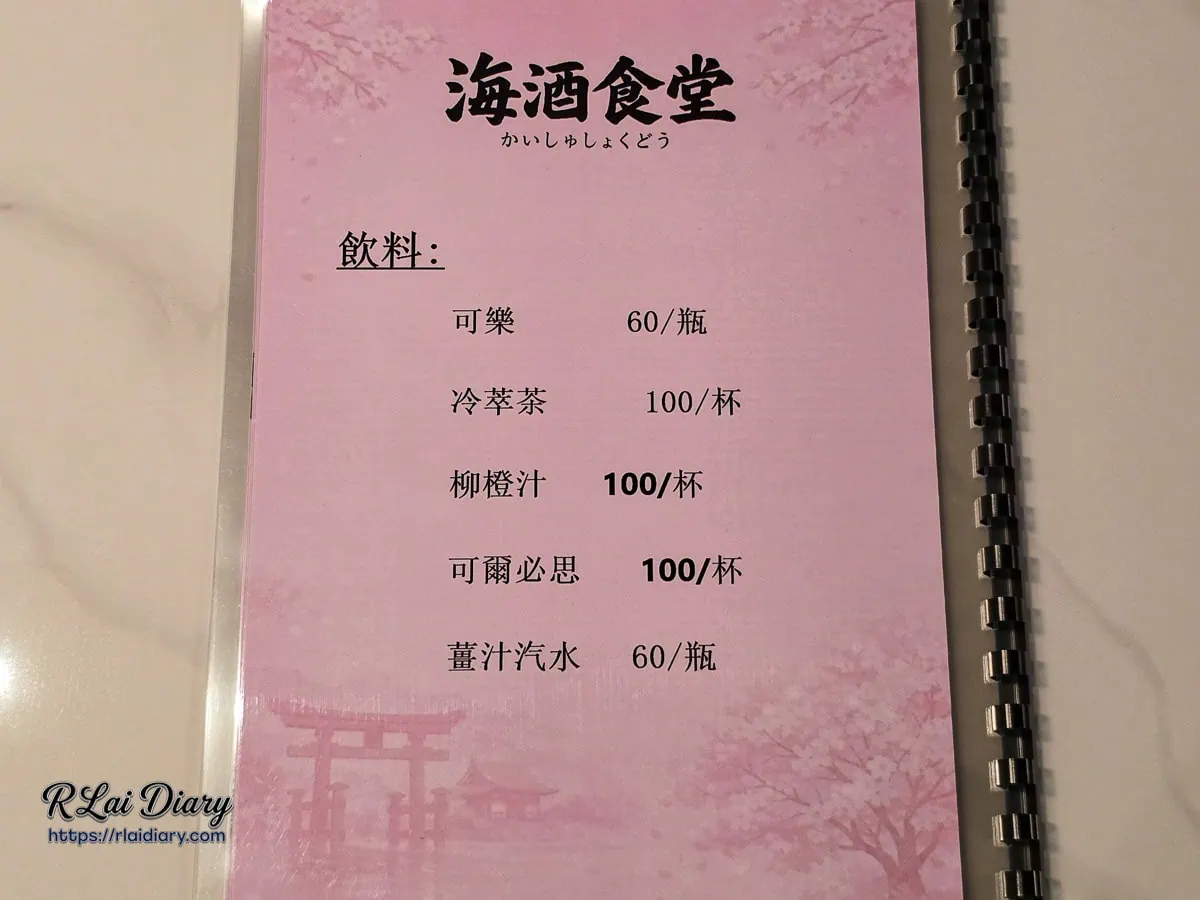 海酒食堂
かいしゅしょくどう
飲料:
可樂 60/瓶
冷萃茶 100/杯
柳橙汁 100/杯
可爾必思 100/杯
薑汁汽水 60/瓶
RLai Diary
https://rlaidiary.com